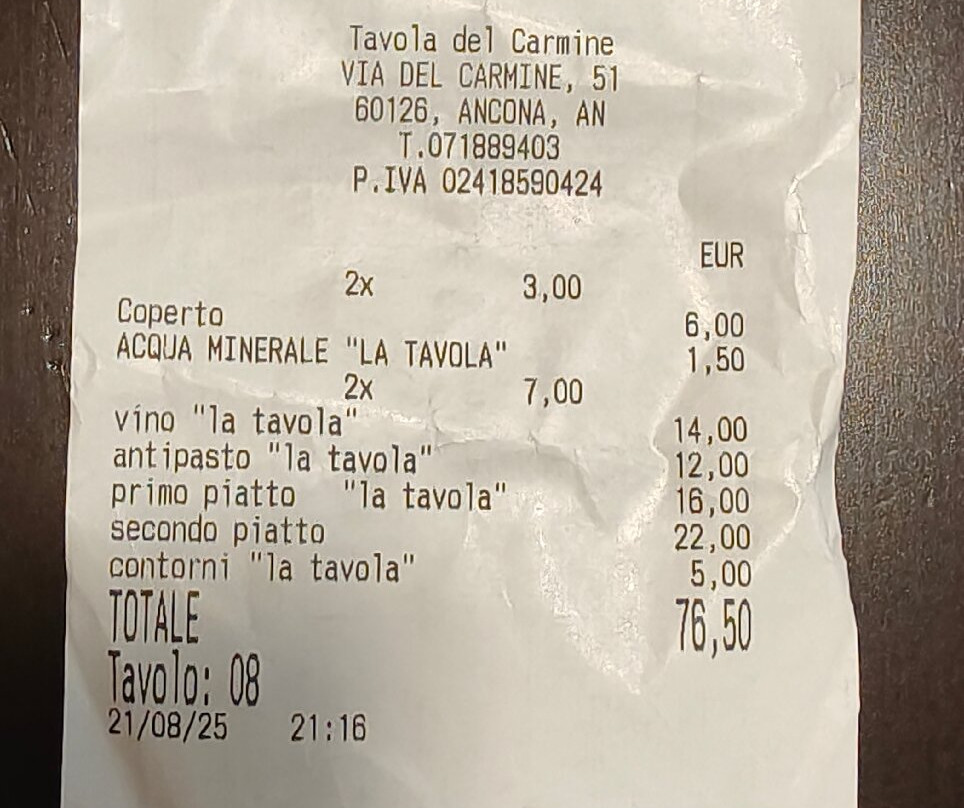 Tavola del Carmine
VIA DEL CARMINE, 51
60126, ANCONA, AN
T.071889403
P.IVA 02418590424
EUR
2x 3,00
Coperto 6,00
ACQUA MINERALE "LA TAVOLA" 1,50
2x 7,00
vino "la tavola" 14,00
antipasto "la tavola" 12,00
primo piatto "la tavola" 16,00
secondo piatto 22,00
contorni "la tavola" 5,00
TOTALE 76,50
Tavolo: 08
21/08/25 21:16